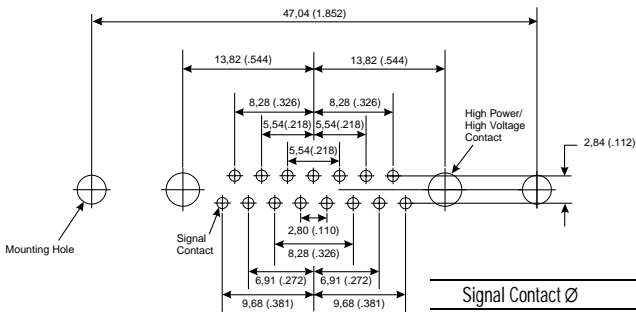 47,04 (1.852)
13,82 (.544)
13,82 (.544)
8,28 (.326)
8,28 (.326)
High Power/
High Voltage
Contact
5,54(.218)
5,54(.218)
5,54(.218)
2,84 (.112)
Mounting Hole
Signal
Contact
2,80 (.110)
8,28 (.326)
6,91 (.272)
6,91 (.272)
9,68 (.381)
9,68 (.381)
Signal Contact Ø